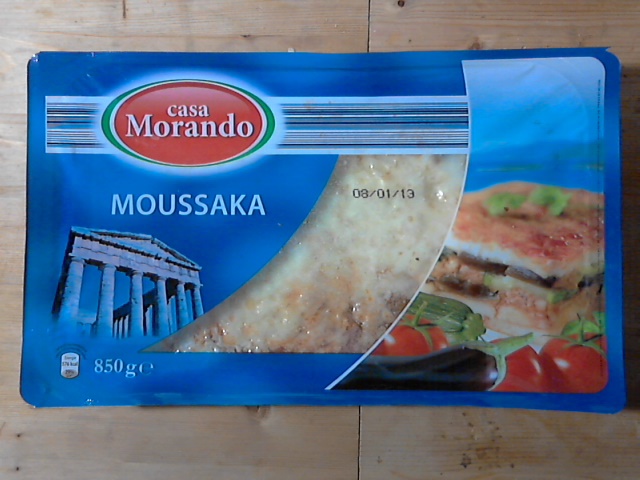 casa
Morando
MOUSSAKA
08/01/13
850g℮